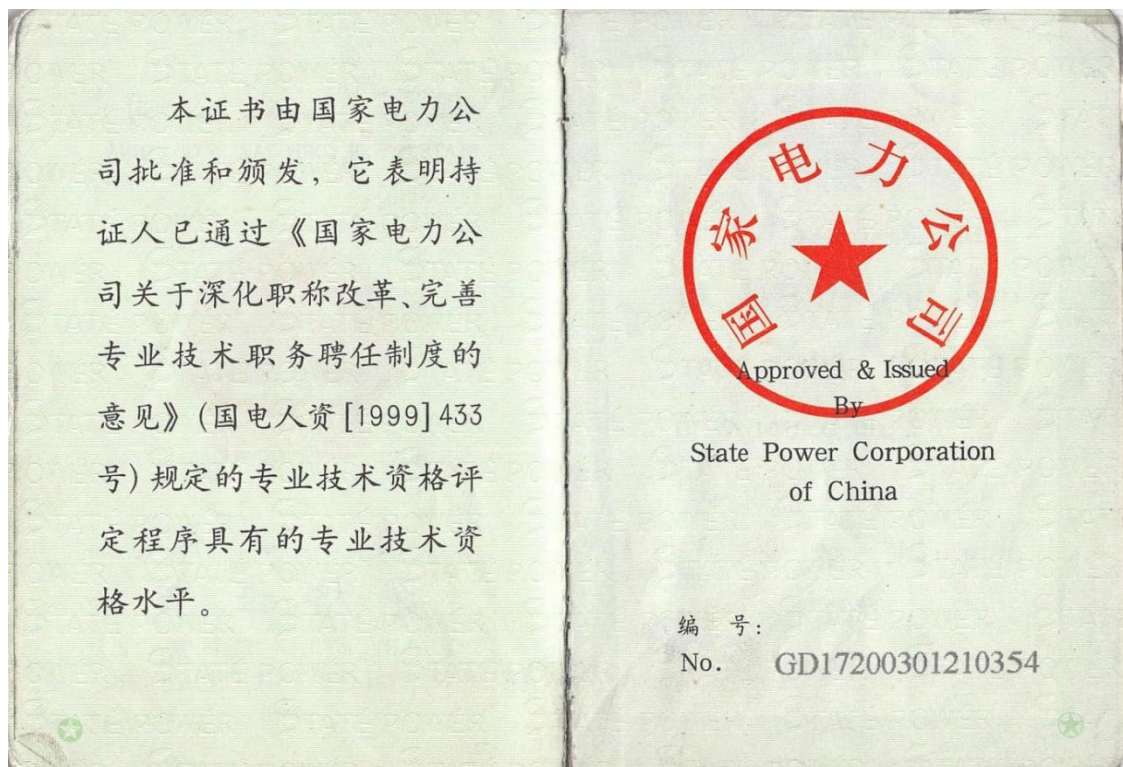 本证书由国家电力公
司批准和颁发，它表明持
证人已通过《国家电力公
司关于深化职称改革、完善
专业技术职务聘任制度的
意见》(国电人资[1999]433
号)规定的专业技术资格评
定程序具有的专业技术资
格水平。
国家电力公司
Approved & Issued
By
State Power Corporation
of China
编 号:
No. GD17200301210354